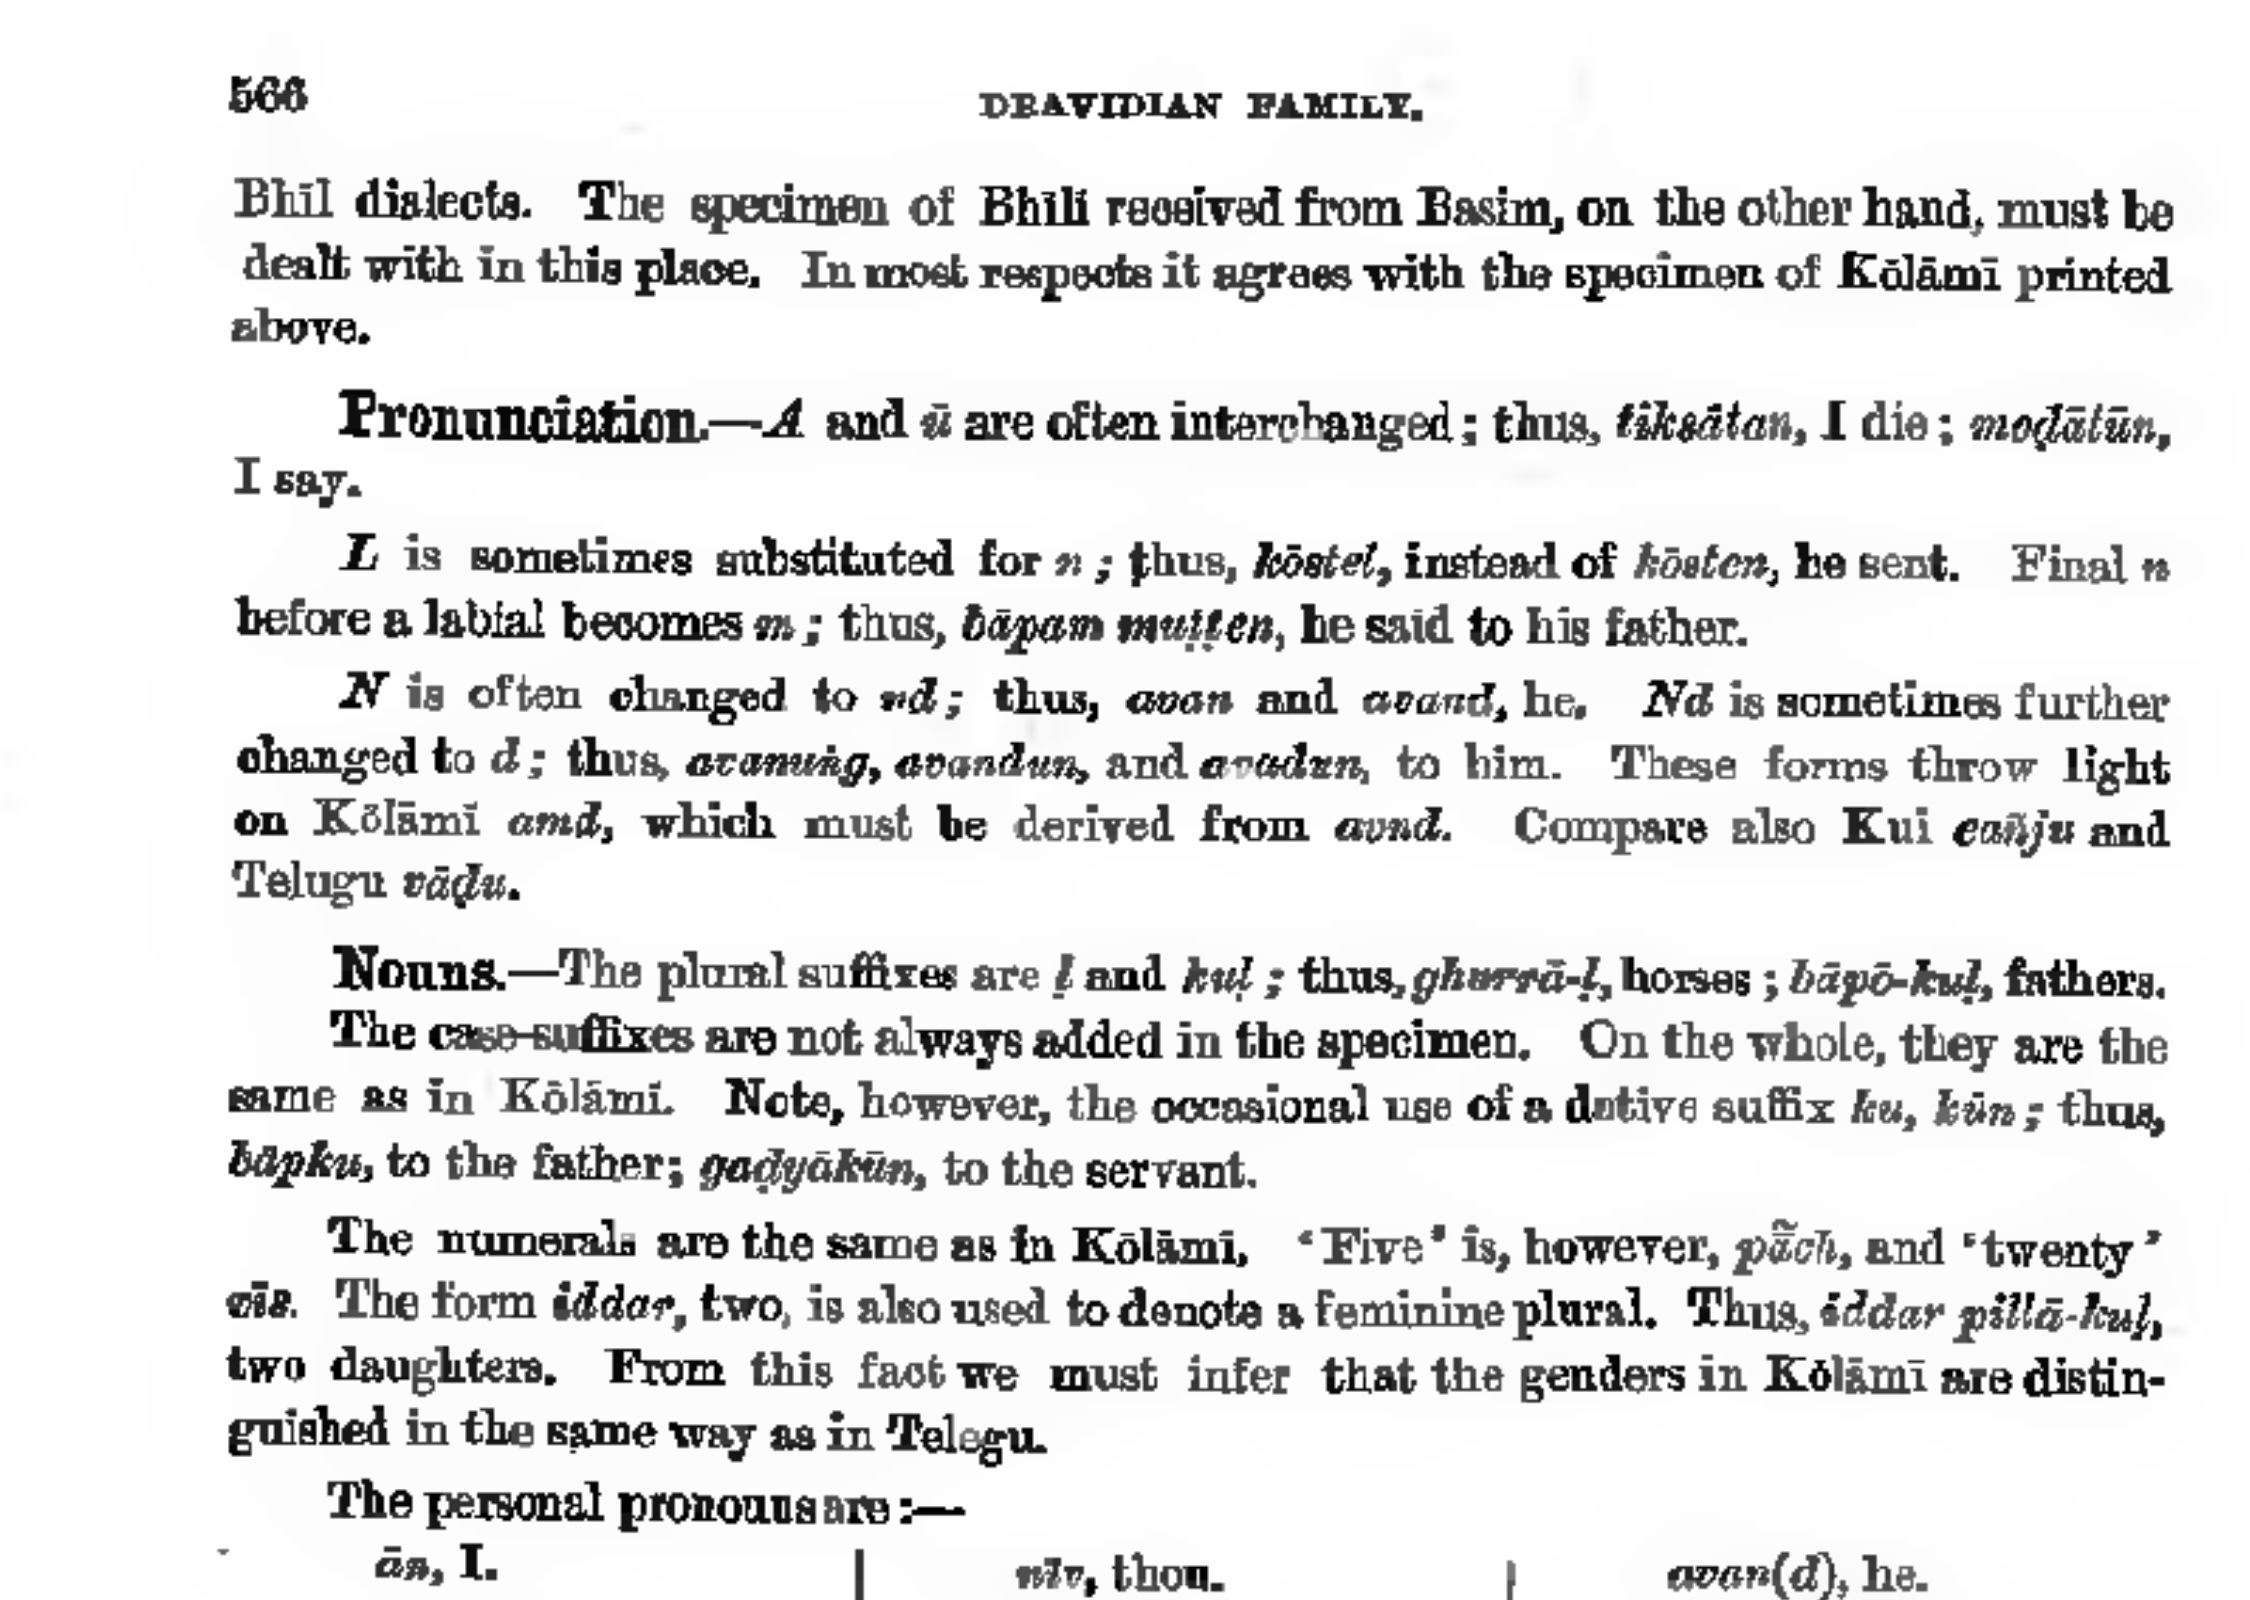 566
DRAVIDIAN FAMILY.
Bhīl dialects. The specimen of Bhīlī received from Basim, on the other hand, must be
dealt with in this place. In most respects it agrees with the specimen of Kōlāmī printed
above.
Pronunciation.—A and ū are often interchanged; thus, tiksātan, I die; moḍātūn,
I say.
L is sometimes substituted for n; thus, kōstel, instead of kōsten, he sent. Final n
before a labial becomes m; thus, bāpam muṭṭen, he said to his father.
N is often changed to nd; thus, avan and avand, he. Nd is sometimes further
changed to d; thus, avanuṅg, avandun, and avadun, to him. These forms throw light
on Kōlāmī amd, which must be derived from avnd. Compare also Kui eañju and
Telugu vāḍu.
Nouns.—The plural suffixes are ḷ and kuḷ; thus, ghurrā-ḷ, horses; bāpō-kuḷ, fathers.
The case-suffixes are not always added in the specimen. On the whole, they are the
same as in Kōlāmī. Note, however, the occasional use of a dative suffix ku, kūn; thus,
bāpku, to the father; gaḍyākūn, to the servant.
The numerals are the same as in Kōlāmī. ‘Five’ is, however, pā̃ch, and ‘twenty’
vīs. The form iddar, two, is also used to denote a feminine plural. Thus, iddar pillā-kuḷ,
two daughters. From this fact we must infer that the genders in Kōlāmī are distin-
guished in the same way as in Telegu.
The personal pronouns are:—
ān, I. | nīv, thou. | avan(d), he.